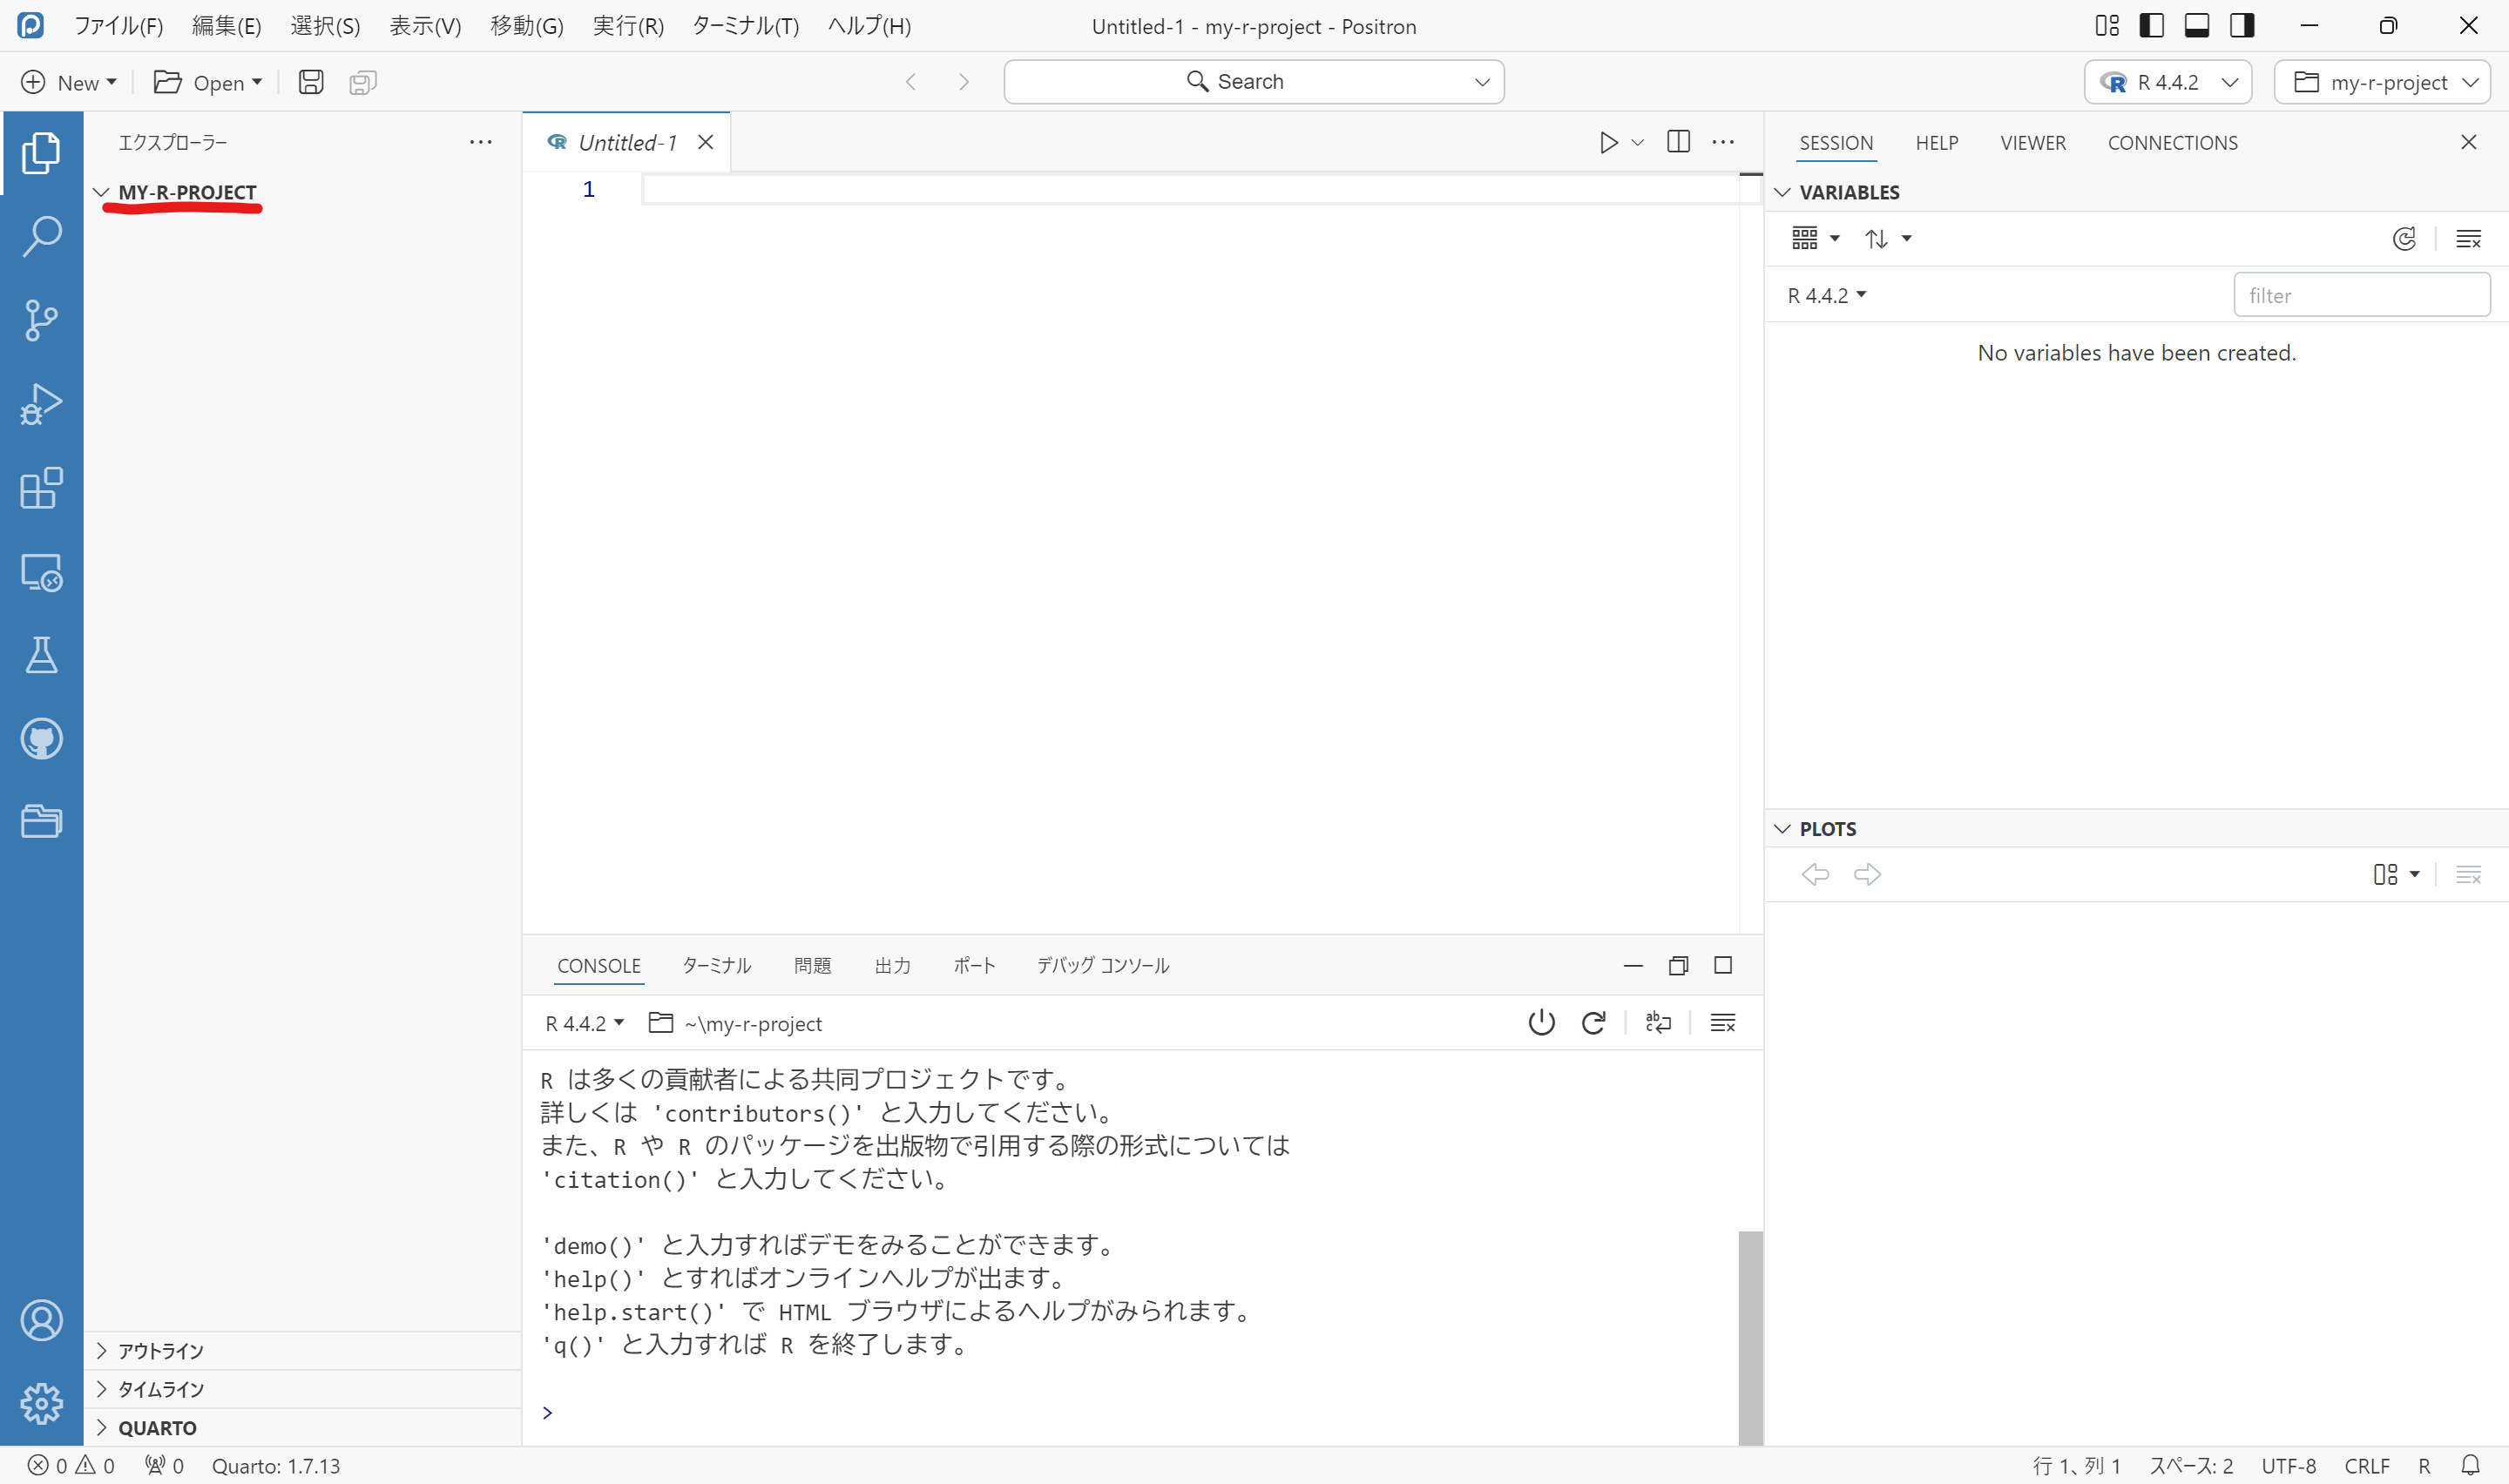 ファイル(F) 編集(E) 選択(S) 表示(V) 移動(G) 実行(R) ターミナル(T) ヘルプ(H) Untitled-1 - my-r-project - Positron
New Open Search R 4.4.2 my-r-project
エクスプローラー
MY-R-PROJECT
アウトライン
タイムライン
QUARTO
Untitled-1
1
CONSOLE ターミナル 問題 出力 ポート デバッグ コンソール
R 4.4.2 ~\my-r-project
R は多くの貢献者による共同プロジェクトです。
詳しくは 'contributors()' と入力してください。
また、R や R のパッケージを出版物で引用する際の形式については
'citation()' と入力してください。
'demo()' と入力すればデモをみることができます。
'help()' とすればオンラインヘルプが出ます。
'help.start()' で HTML ブラウザによるヘルプがみられます。
'q()' と入力すれば R を終了します。
>
SESSION HELP VIEWER CONNECTIONS
VARIABLES
R 4.4.2 filter
No variables have been created.
PLOTS
0 0 0 Quarto: 1.7.13 行 1、列 1 スペース: 2 UTF-8 CRLF R